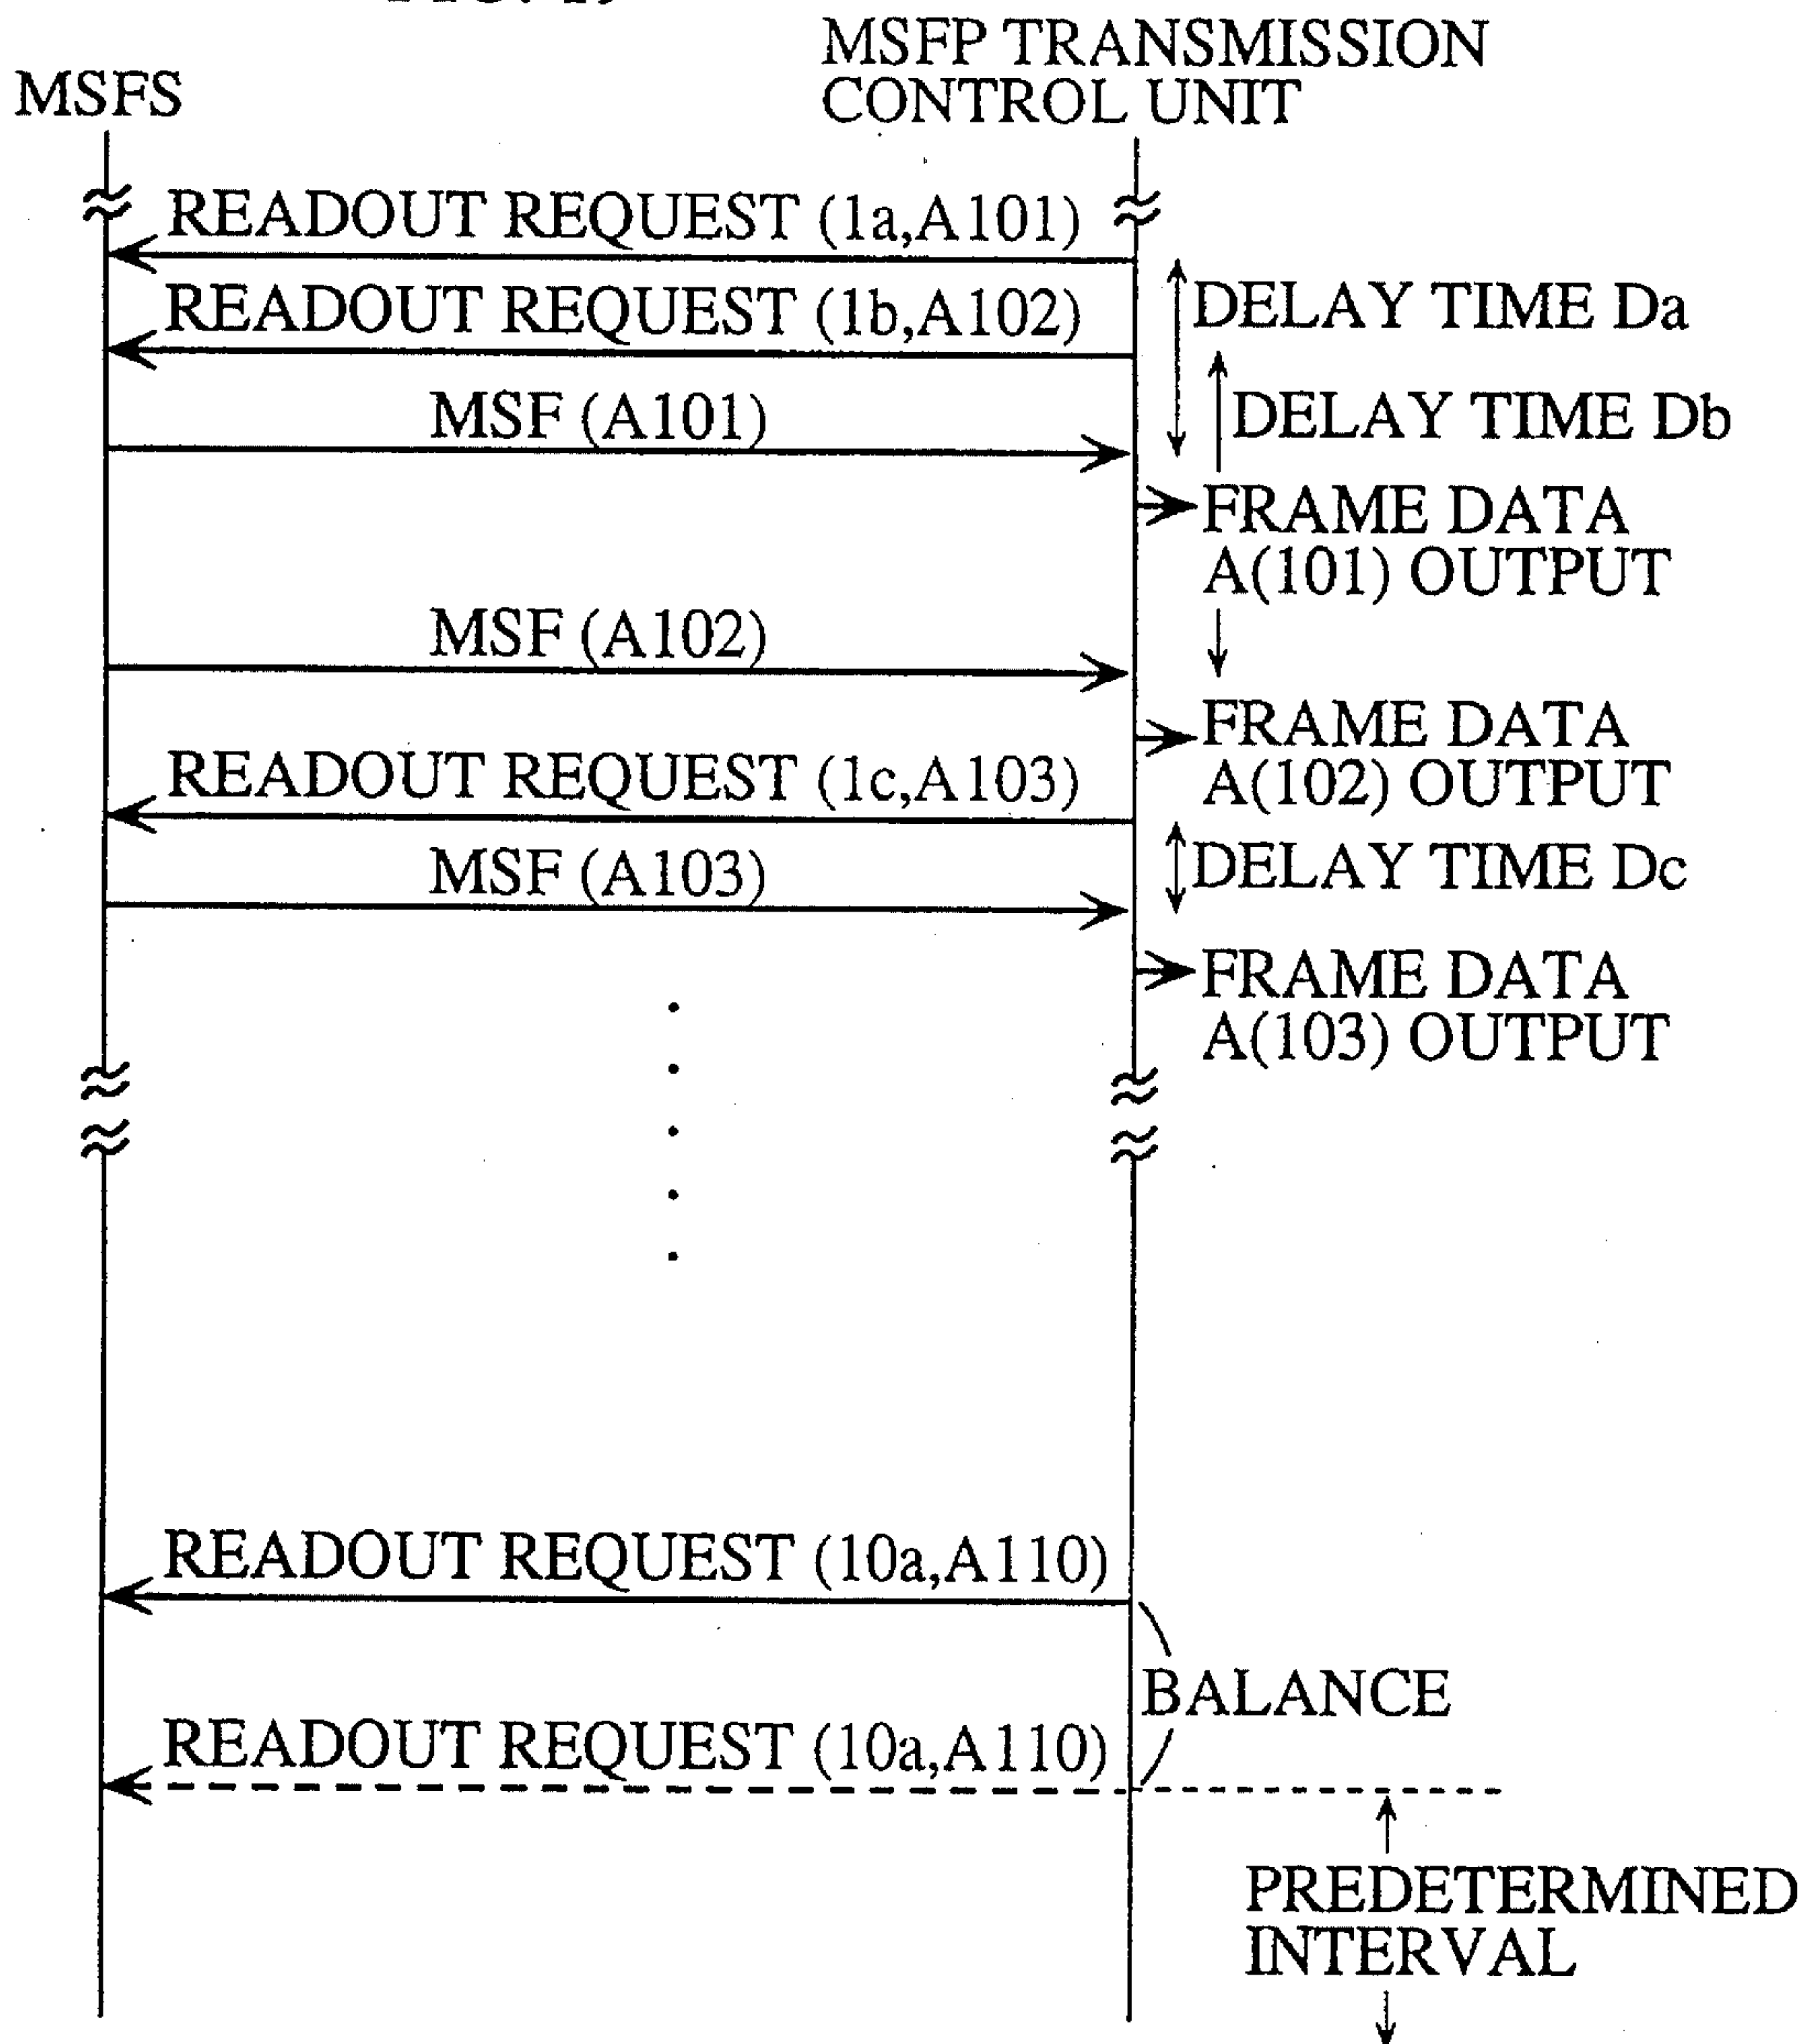 MSFP TRANSMISSION
CONTROL UNIT
MSFS
READOUT REQUEST (1a,A101)
READOUT REQUEST (1b,A102)
DELAY TIME Da
MSF (A101)
DELAY TIME Db
FRAME DATA
A(101) OUTPUT
MSF (A102)
FRAME DATA
A(102) OUTPUT
READOUT REQUEST (1c,A103)
MSF (A103)
DELAY TIME Dc
FRAME DATA
A(103) OUTPUT
READOUT REQUEST (10a,A110)
BALANCE
READOUT REQUEST (10a,A110)
PREDETERMINED
INTERVAL